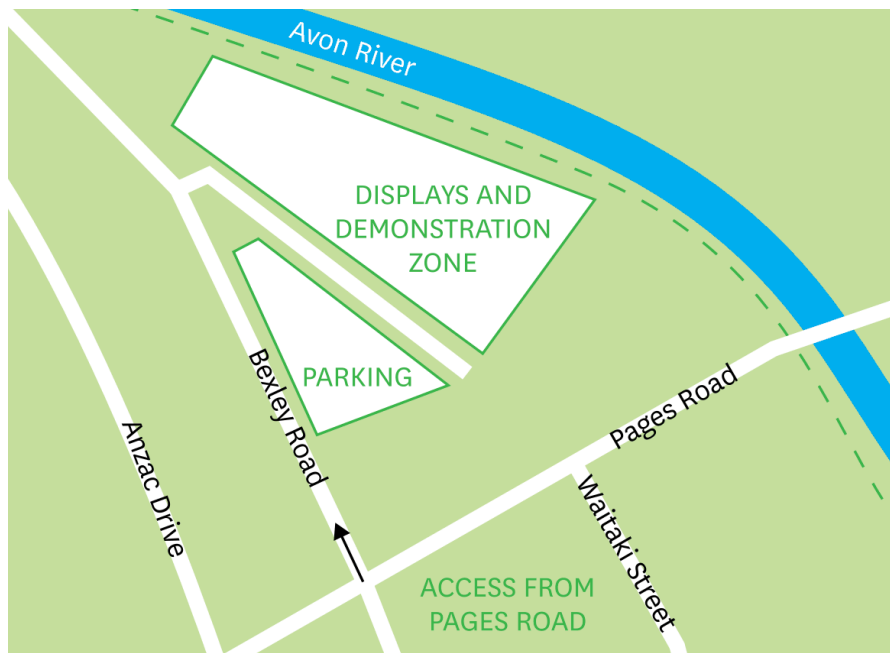 Avon River
DISPLAYS AND
DEMONSTRATION
ZONE
PARKING
Bexley Road
Anzac Drive
Pages Road
Waitaki Street
ACCESS FROM
PAGES ROAD